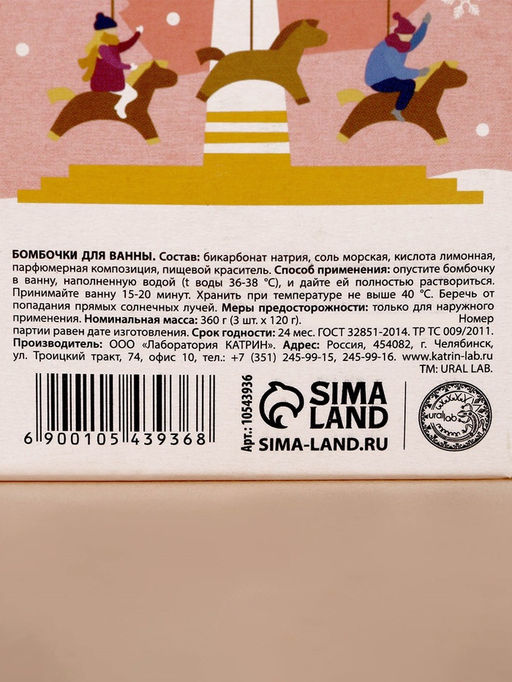 БОМБОЧКИ ДЛЯ ВАННЫ. Состав: бикарбонат натрия, соль морская, кислота лимонная,
парфюмерная композиция, пищевой краситель. Способ применения: опустите бомбочку
в ванну, наполненную водой (t воды 36-38 °С), и дайте ей полностью раствориться.
Принимайте ванну 15-20 минут. Хранить при температуре не выше 40 °С. Беречь от
попадания прямых солнечных лучей. Меры предосторожности: только для наружного
применения. Номинальная масса: 360 г (3 шт. х 120 г). Номер
партии равен дате изготовления. Срок годности: 24 мес. ГОСТ 32851-2014. ТР ТС 009/2011.
Производитель: ООО «Лаборатория КАТРИН». Адрес: Россия, 454082, г. Челябинск,
ул. Троицкий тракт, 74, офис 10, тел.: +7 (351) 245-99-15, 245-99-16. www.katrin-lab.ru
ТМ: URAL LAB.
6 900105 439368
Арт.: 10543936
SIMA
LAND
SIMA-LAND.RU
urallab